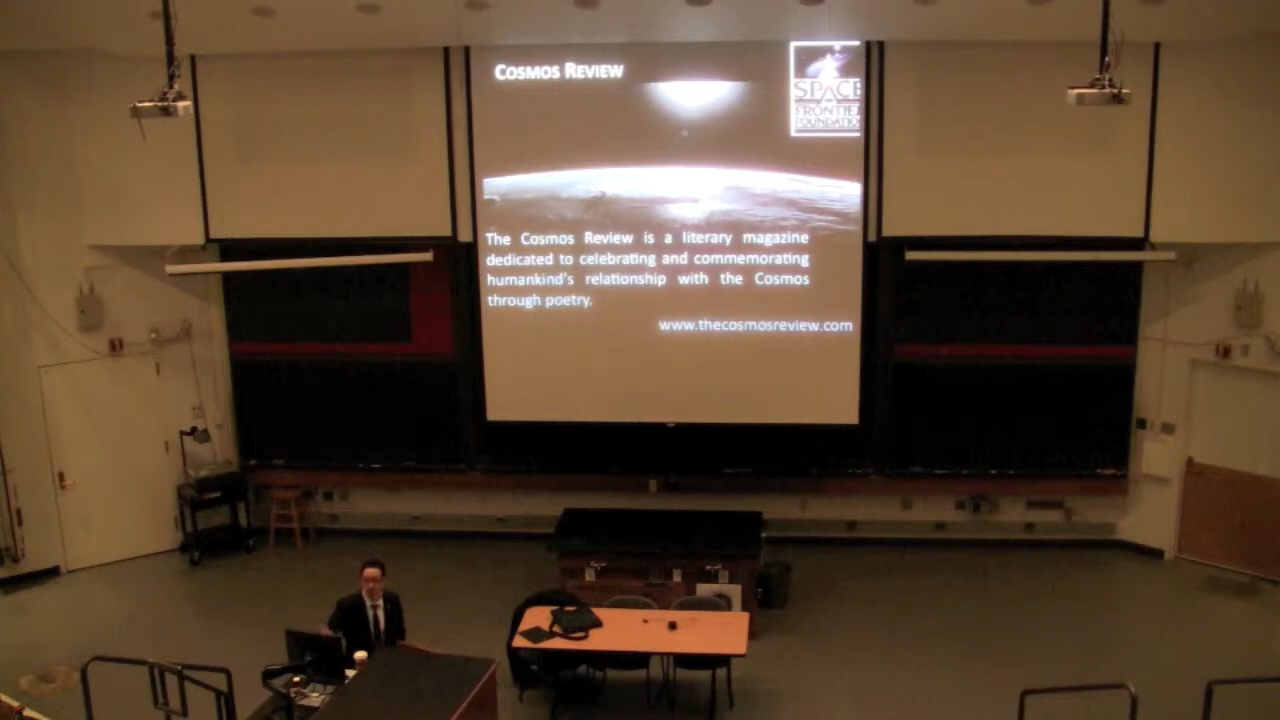 COSMOS REVIEW
SPACE
FRONTIER
FOUNDATIO
The Cosmos Review is a literary magazine
dedicated to celebrating and commemorating
humankind's relationship with the Cosmos
through poetry.
www.thecosmosreview.com